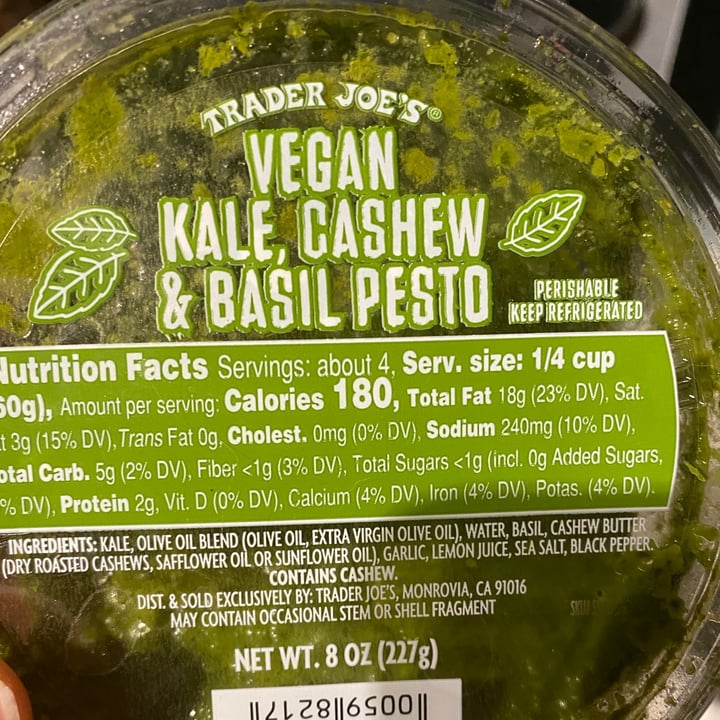 TRADER JOE'S®
VEGAN
KALE, CASHEW
& BASIL PESTO
PERISHABLE
KEEP REFRIGERATED
Nutrition Facts Servings: about 4, Serv. size: 1/4 cup
60g), Amount per serving: Calories 180, Total Fat 18g (23% DV), Sat.
t 3g (15% DV), Trans Fat 0g, Cholest. 0mg (0% DV), Sodium 240mg (10% DV),
otal Carb. 5g (2% DV), Fiber <1g (3% DV), Total Sugars <1g (incl. 0g Added Sugars,
% DV), Protein 2g, Vit. D (0% DV), Calcium (4% DV), Iron (4% DV), Potas. (4% DV).
INGREDIENTS: KALE, OLIVE OIL BLEND (OLIVE OIL, EXTRA VIRGIN OLIVE OIL), WATER, BASIL, CASHEW BUTTER
(DRY ROASTED CASHEWS, SAFFLOWER OIL OR SUNFLOWER OIL), GARLIC, LEMON JUICE, SEA SALT, BLACK PEPPER.
CONTAINS CASHEW.
DIST. & SOLD EXCLUSIVELY BY: TRADER JOE'S, MONROVIA, CA 91016
MAY CONTAIN OCCASIONAL STEM OR SHELL FRAGMENT
NET WT. 8 OZ (227g)
00598217